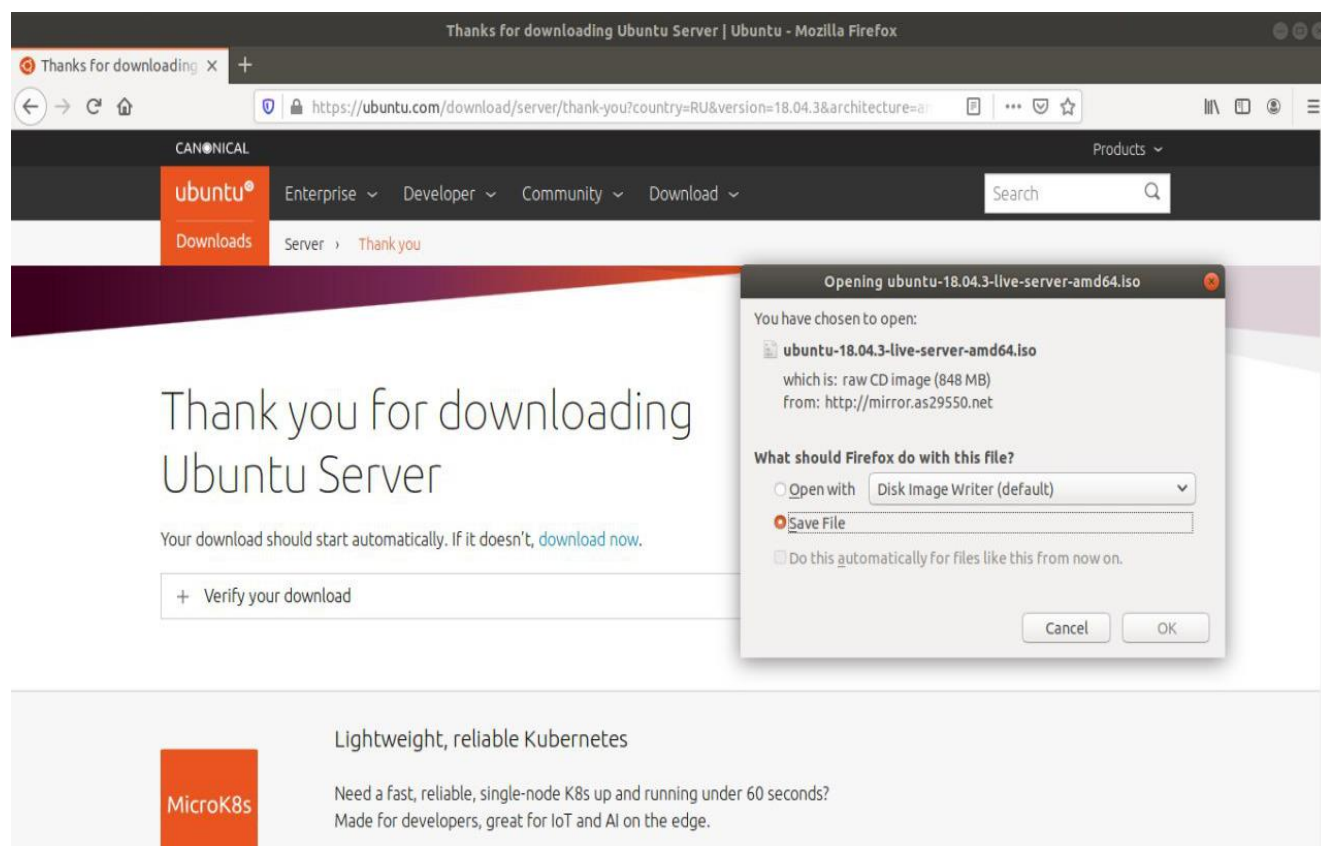 Thanks for downloading Ubuntu Server | Ubuntu - Mozilla Firefox
Thanks for downloading
https://ubuntu.com/download/server/thank-you?country=RU&version=18.04.3&architecture=a
CANONICAL
Products
ubuntu®
Enterprise
Developer
Community
Download
Search
Downloads
Server › Thank you
Thank you for downloading
Ubuntu Server
Your download should start automatically. If it doesn't, download now.
+ Verify your download
Opening ubuntu-18.04.3-live-server-amd64.iso
You have chosen to open:
ubuntu-18.04.3-live-server-amd64.iso
which is: raw CD image (848 MB)
from: http://mirror.as29550.net
What should Firefox do with this file?
Open with Disk Image Writer (default)
Save File
Do this automatically for files like this from now on.
Cancel OK
MicroK8s
Lightweight, reliable Kubernetes
Need a fast, reliable, single-node K8s up and running under 60 seconds?
Made for developers, great for IoT and AI on the edge.